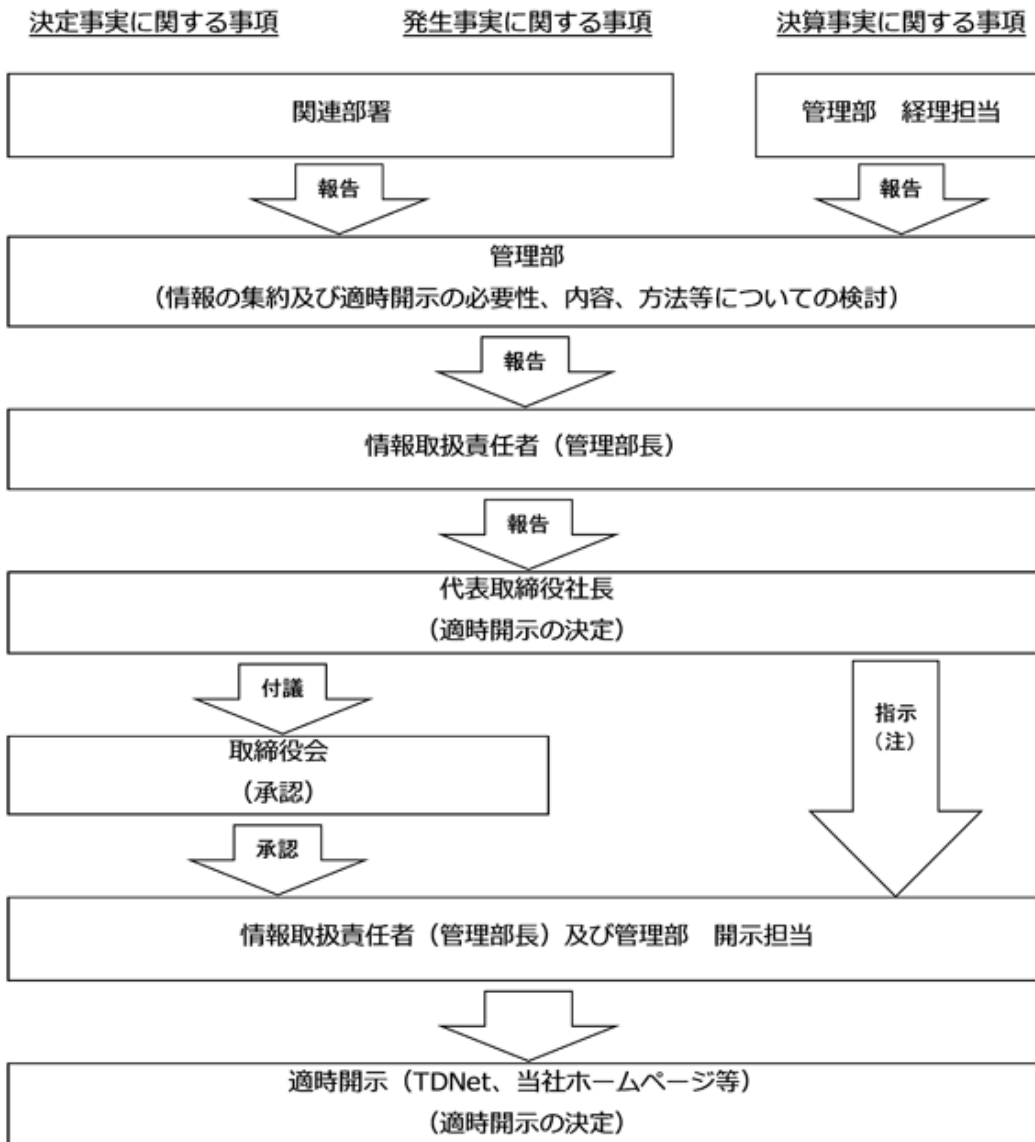 決定事実に関する事項
発生事実に関する事項
決算事実に関する事項
関連部署
管理部　経理担当
報告
報告
管理部
（情報の集約及び適時開示の必要性、内容、方法等についての検討）
報告
情報取扱責任者（管理部長）
報告
代表取締役社長
（適時開示の決定）
付議
指示
（注）
取締役会
（承認）
承認
情報取扱責任者（管理部長）及び管理部　開示担当
適時開示（TDNet、当社ホームページ等）
（適時開示の決定）